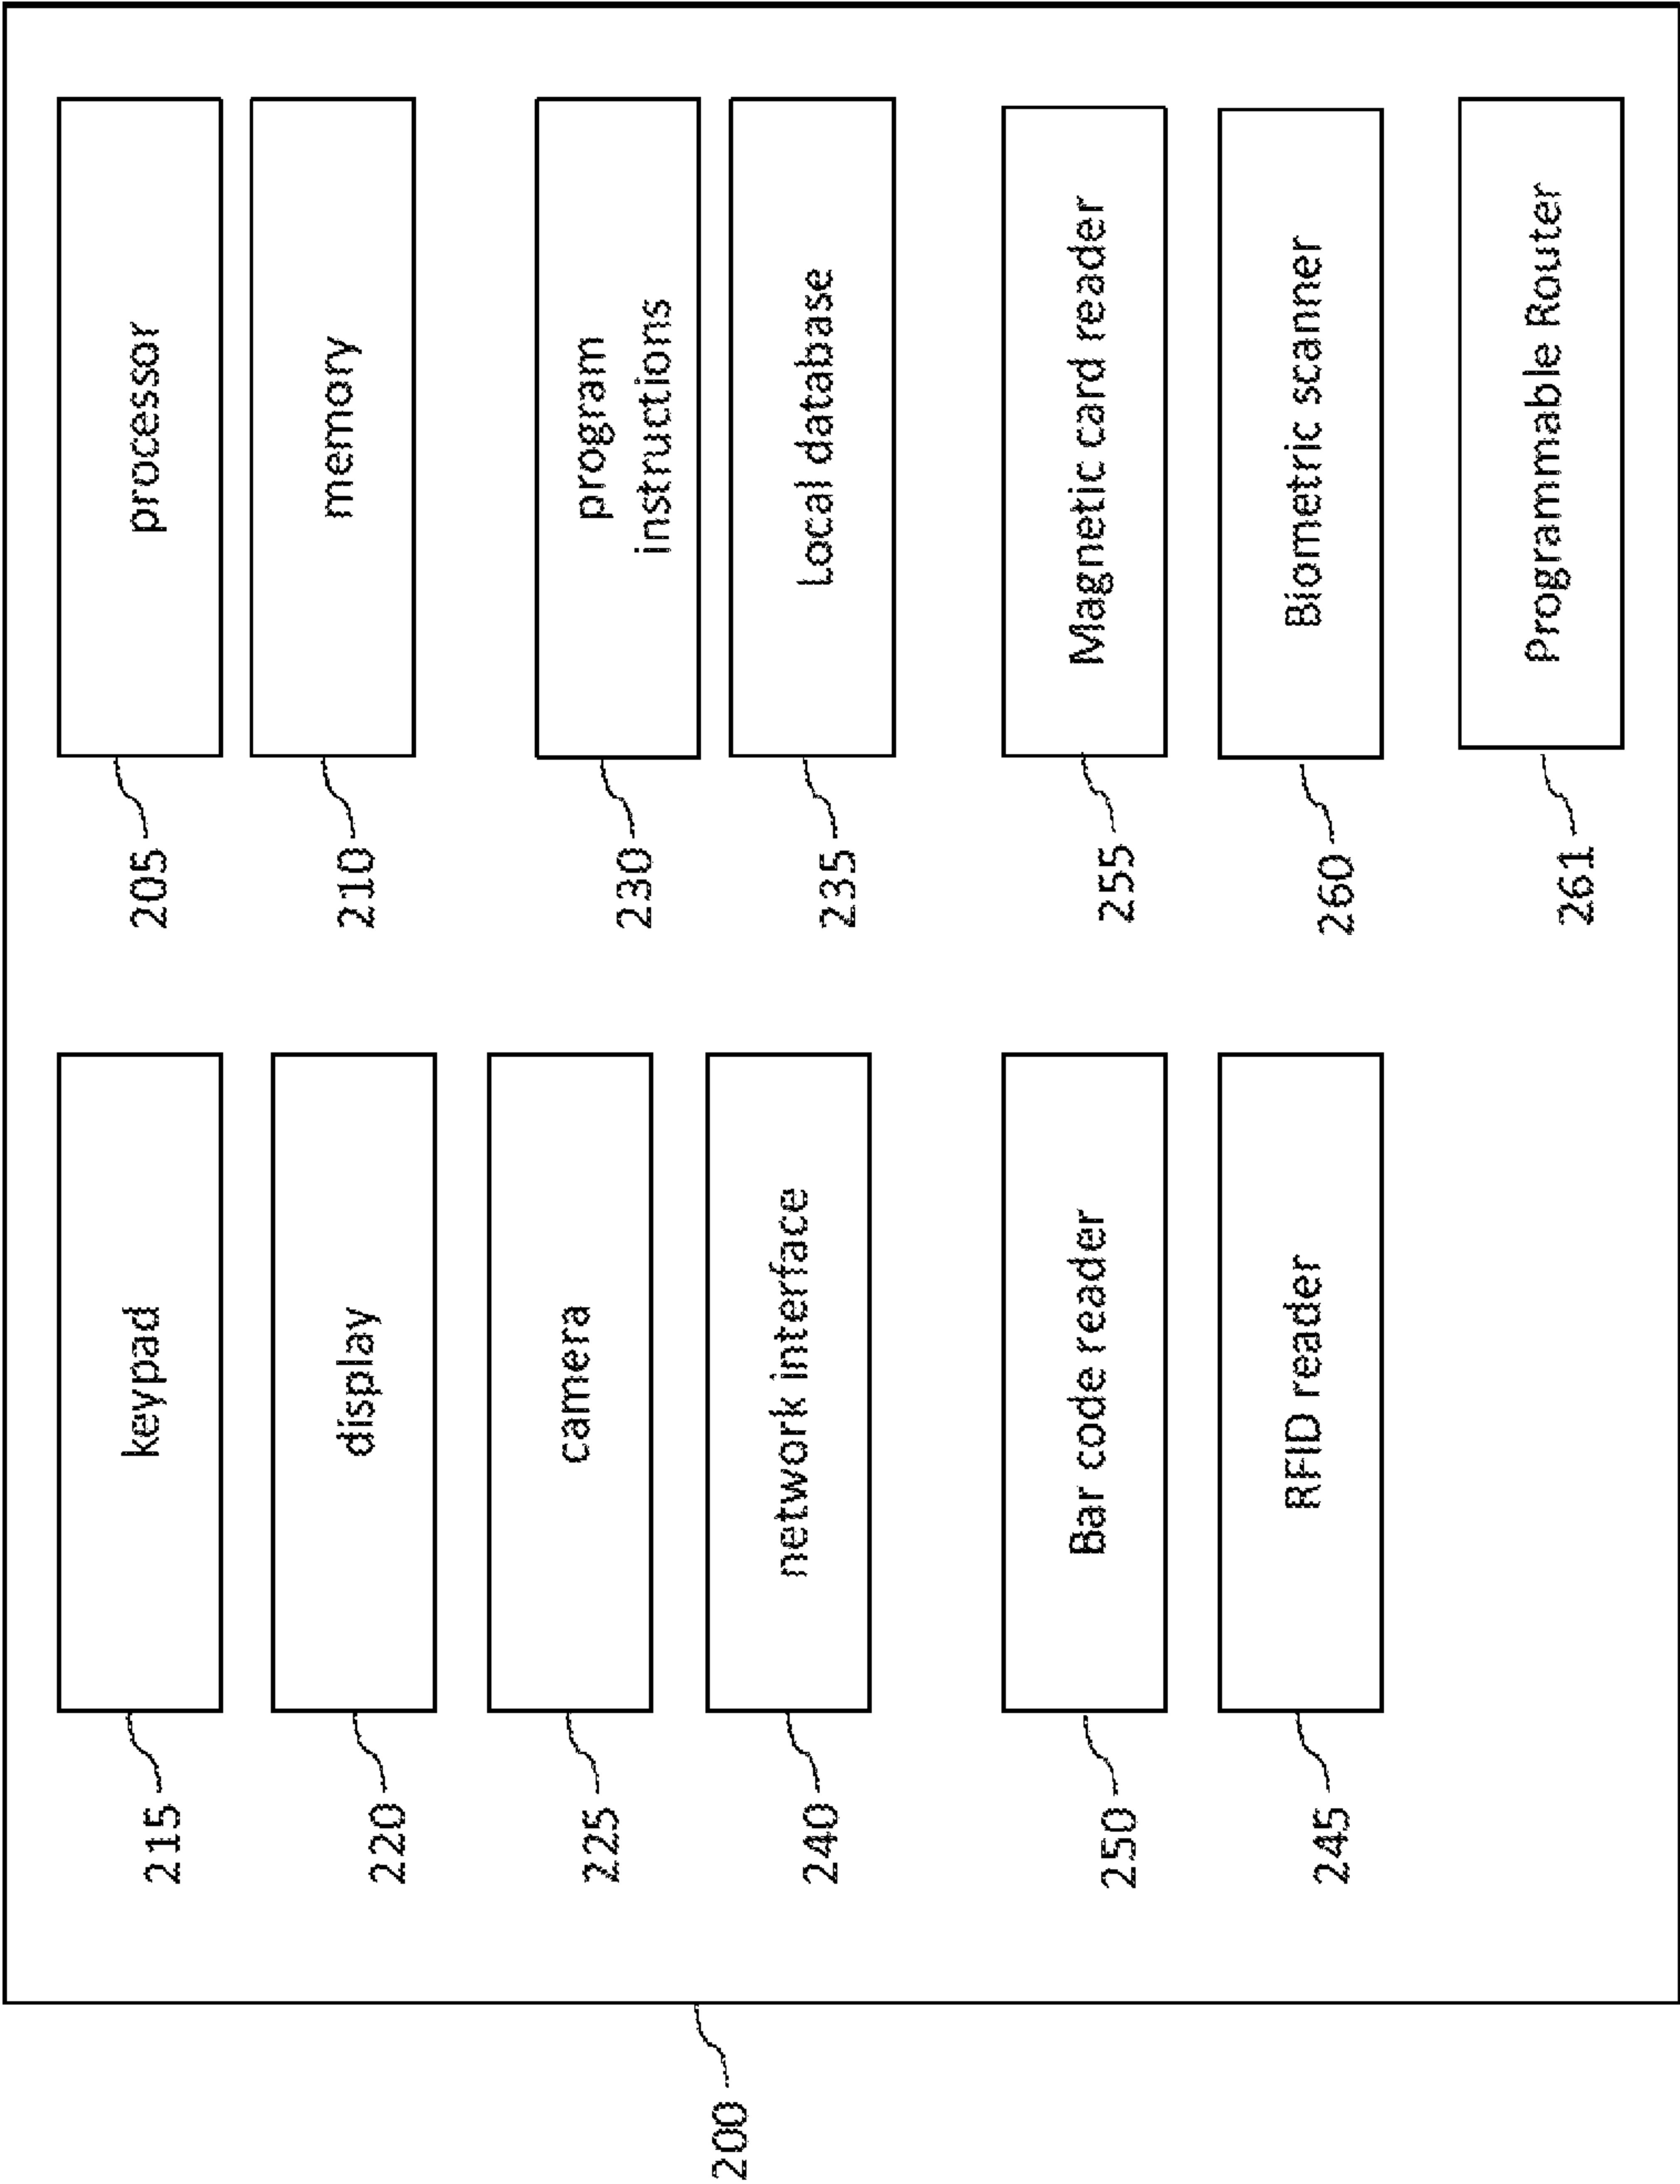 215
keypad
205
processor
220
display
210
memory
225
camera
230
program
instructions
240
network interface
235
Local database
250
Bar code reader
255
Magnetic card reader
245
RFID reader
260
Biometric scanner
261
Programmable Router
200